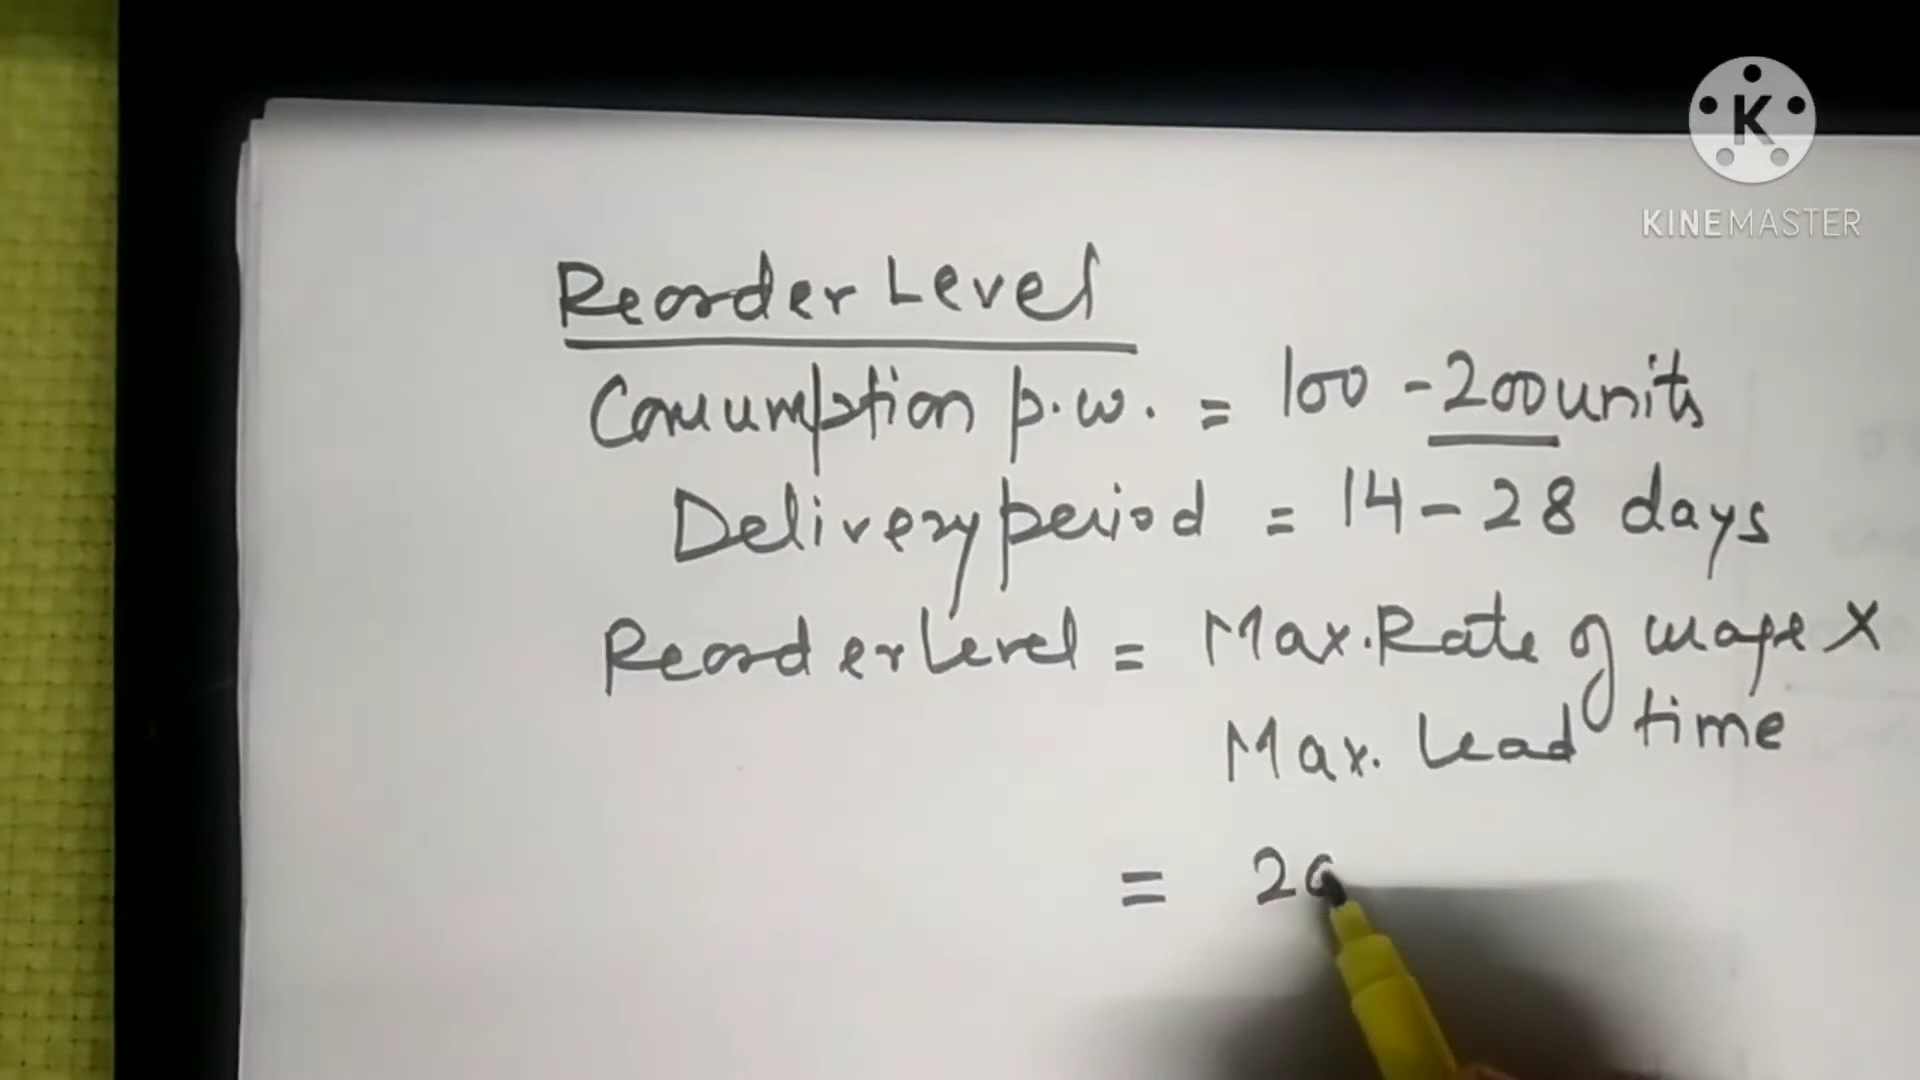 K
KINEMASTER
Reorder Level
Consumption p.w. = 100 - 200 units
Delivery period = 14 - 28 days
Reorder Level = Max. Rate of usage X
Max. Lead time
= 20